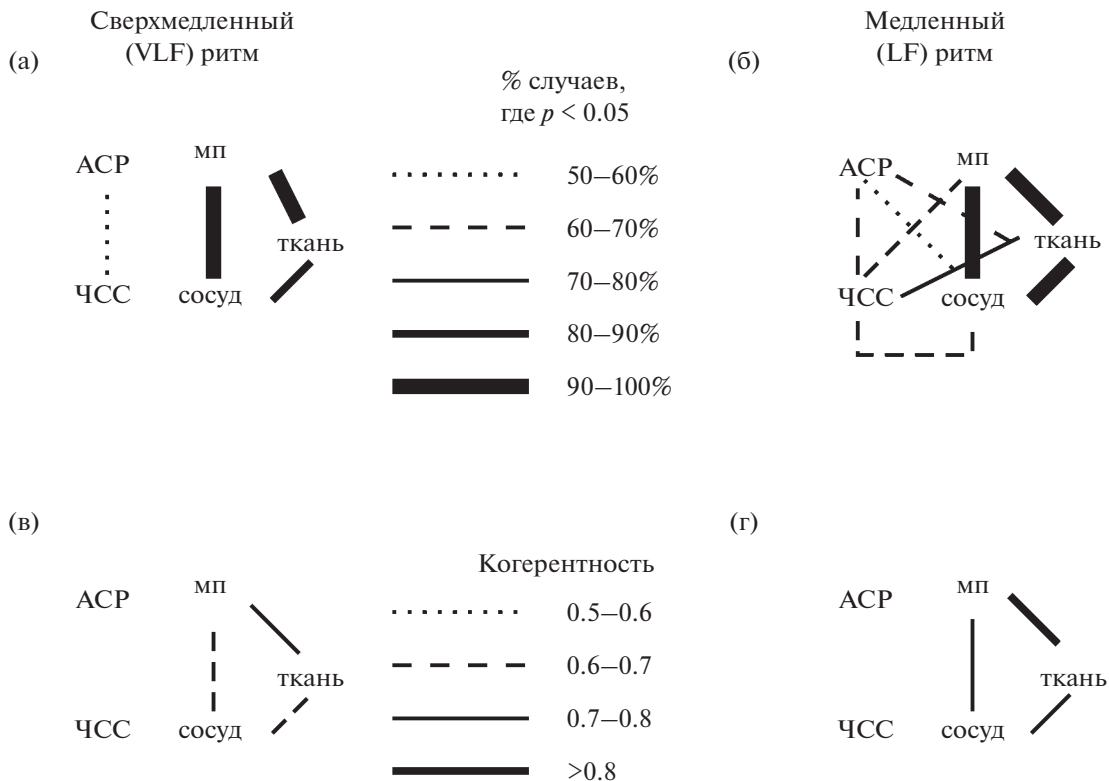 Сверхмедленный
(VLF) ритм
Медленный
(LF) ритм
(а)
(б)
% случаев,
где p < 0.05
АСР
мп
ткань
ЧСС
сосуд
50–60%
60–70%
70–80%
80–90%
90–100%
АСР
мп
ткань
ЧСС
сосуд
(в)
(г)
Когерентность
АСР
мп
ткань
ЧСС
сосуд
0.5–0.6
0.6–0.7
0.7–0.8
>0.8
АСР
мп
ткань
ЧСС
сосуд